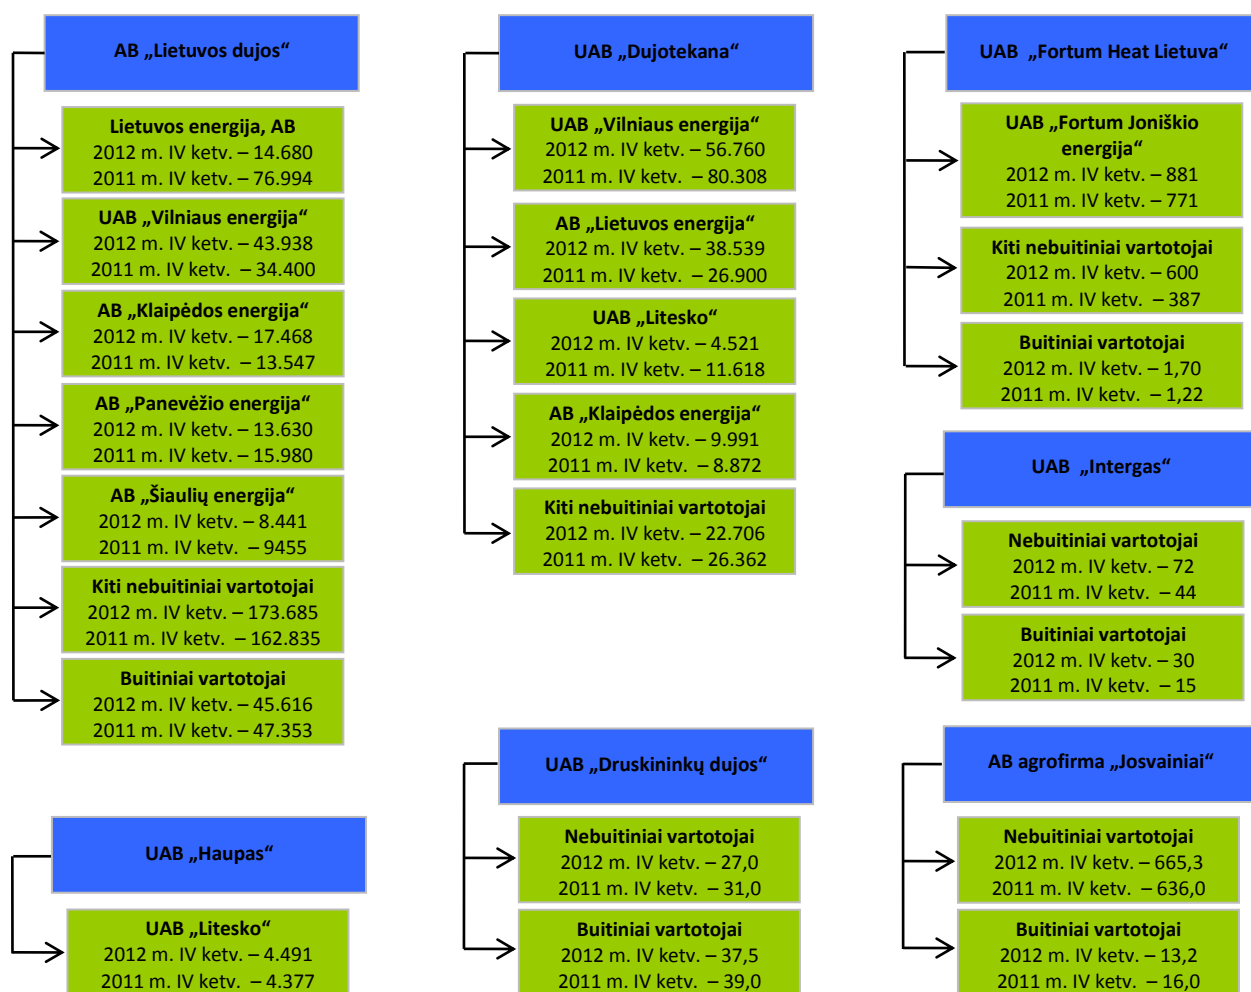 AB „Lietuvos dujos“
Lietuvos energija, AB
2012 m. IV ketv. – 14.680
2011 m. IV ketv. – 76.994
UAB „Vilniaus energija“
2012 m. IV ketv. – 43.938
2011 m. IV ketv. – 34.400
AB „Klaipėdos energija“
2012 m. IV ketv. – 17.468
2011 m. IV ketv. – 13.547
AB „Panevėžio energija“
2012 m. IV ketv. – 13.630
2011 m. IV ketv. – 15.980
AB „Šiaulių energija“
2012 m. IV ketv. – 8.441
2011 m. IV ketv. – 9455
Kiti nebuitiniai vartotojai
2012 m. IV ketv. – 173.685
2011 m. IV ketv. – 162.835
Buitiniai vartotojai
2012 m. IV ketv. – 45.616
2011 m. IV ketv. – 47.353
UAB „Haupas“
UAB „Litesko“
2012 m. IV ketv. – 4.491
2011 m. IV ketv. – 4.377
UAB „Dujotekana“
UAB „Vilniaus energija“
2012 m. IV ketv. – 56.760
2011 m. IV ketv. – 80.308
AB „Lietuvos energija“
2012 m. IV ketv. – 38.539
2011 m. IV ketv. – 26.900
UAB „Litesko“
2012 m. IV ketv. – 4.521
2011 m. IV ketv. – 11.618
AB „Klaipėdos energija“
2012 m. IV ketv. – 9.991
2011 m. IV ketv. – 8.872
Kiti nebuitiniai vartotojai
2012 m. IV ketv. – 22.706
2011 m. IV ketv. – 26.362
UAB „Druskininkų dujos“
Nebuitiniai vartotojai
2012 m. IV ketv. – 27,0
2011 m. IV ketv. – 31,0
Buitiniai vartotojai
2012 m. IV ketv. – 37,5
2011 m. IV ketv. – 39,0
UAB „Fortum Heat Lietuva“
UAB „Fortum Joniškio
energija“
2012 m. IV ketv. – 881
2011 m. IV ketv. – 771
Kiti nebuitiniai vartotojai
2012 m. IV ketv. – 600
2011 m. IV ketv. – 387
Buitiniai vartotojai
2012 m. IV ketv. – 1,70
2011 m. IV ketv. – 1,22
UAB „Intergas“
Nebuitiniai vartotojai
2012 m. IV ketv. – 72
2011 m. IV ketv. – 44
Buitiniai vartotojai
2012 m. IV ketv. – 30
2011 m. IV ketv. – 15
AB agrofirma „Josvainiai“
Nebuitiniai vartotojai
2012 m. IV ketv. – 665,3
2011 m. IV ketv. – 636,0
Buitiniai vartotojai
2012 m. IV ketv. – 13,2
2011 m. IV ketv. – 16,0